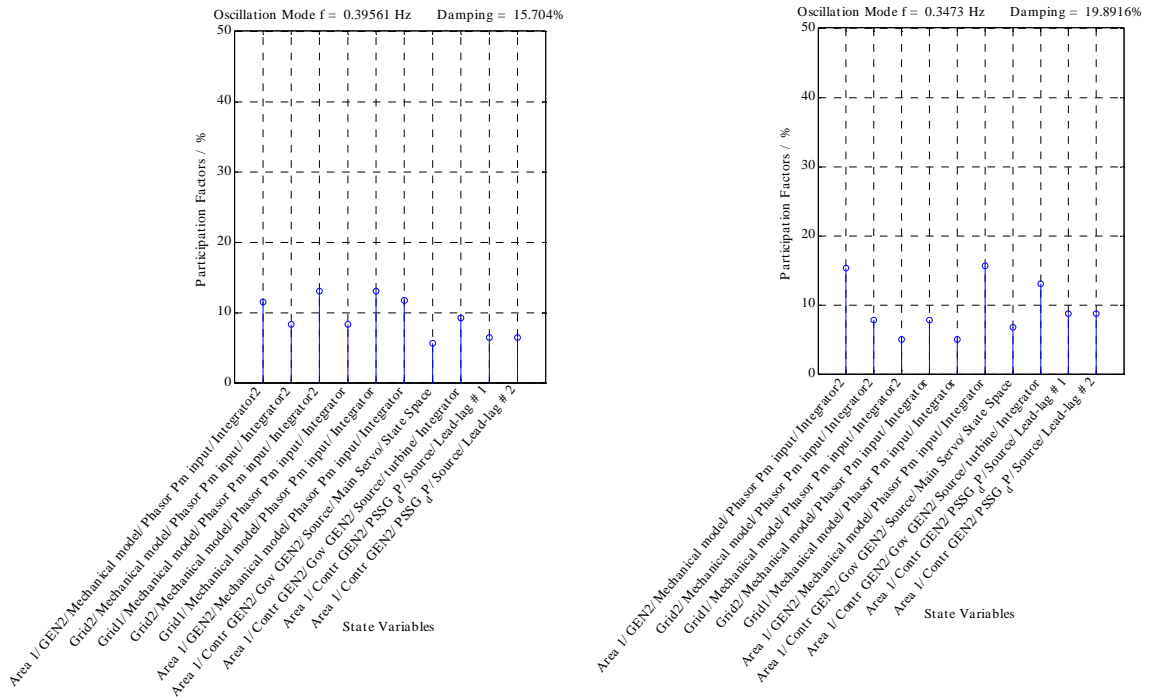 Oscillation Mode f = 0.39561 Hz Damping = 15.704%
50
40
30
20
10
0
Participation Factors / %
Area 1/ GEN2/ Mechanical model/ Phasor Pm input/ Integrator2
Grid2/ Mechanical model/ Phasor Pm input/ Integrator2
Grid1/ Mechanical model/ Phasor Pm input/ Integrator2
Grid2/ Mechanical model/ Phasor Pm input/ Integrator
Grid1/ Mechanical model/ Phasor Pm input/ Integrator
Area 1/ GEN2/ Mechanical model/ Phasor Pm input/ Integrator
Area 1/ Contr GEN2/ Gov GEN2/ Source/ Main Servo/ State Space
Area 1/ Contr GEN2/ Gov GEN2/ Source/ turbine/ Integrator
Area 1/ Contr GEN2/ PSSG_dP/ Source/ Lead-lag # 1
Area 1/ Contr GEN2/ PSSG_dP/ Source/ Lead-lag # 2
State Variables
Oscillation Mode f = 0.3473 Hz Damping = 19.8916%
50
40
30
20
10
0
Participation Factors / %
Area 1/ GEN2/ Mechanical model/ Phasor Pm input/ Integrator2
Grid2/ Mechanical model/ Phasor Pm input/ Integrator2
Grid1/ Mechanical model/ Phasor Pm input/ Integrator2
Grid2/ Mechanical model/ Phasor Pm input/ Integrator
Grid1/ Mechanical model/ Phasor Pm input/ Integrator
Area 1/ GEN2/ Mechanical model/ Phasor Pm input/ Integrator
Area 1/ Contr GEN2/ Gov GEN2/ Source/ Main Servo/ State Space
Area 1/ Contr GEN2/ Gov GEN2/ Source/ turbine/ Integrator
Area 1/ Contr GEN2/ PSSG_dP/ Source/ Lead-lag # 1
Area 1/ Contr GEN2/ PSSG_dP/ Source/ Lead-lag # 2
State Variables